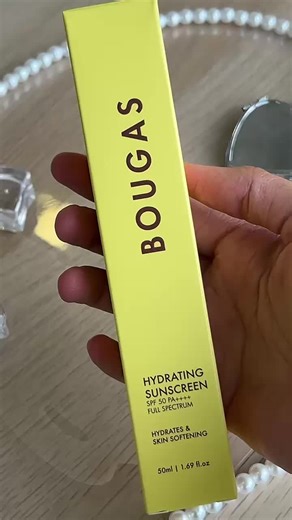 BOUGAS
HYDRATING
SUNSCREEN
SPF 50 PA++++
FULL SPECTRUM
HYDRATES &
SKIN SOFTENING
50ml | 1.69 fl.oz